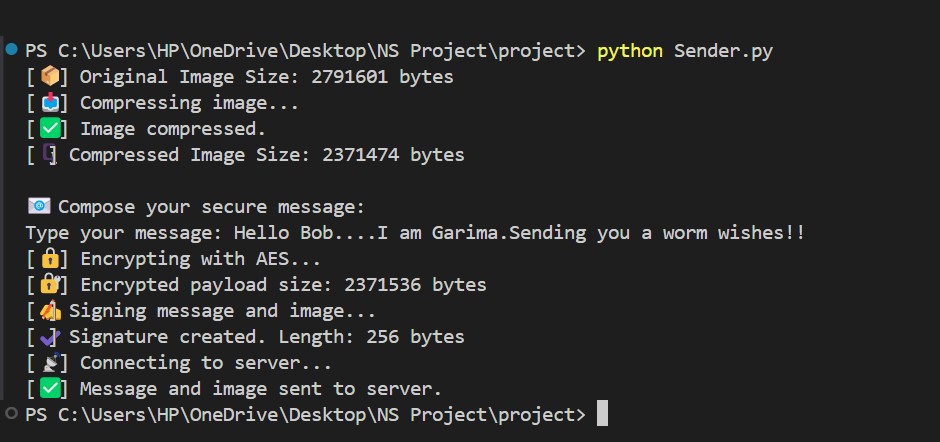 PS C:\Users\HP\OneDrive\Desktop\NS Project\project> python Sender.py
[📦] Original Image Size: 2791601 bytes
[📥] Compressing image...
[✅] Image compressed.
[ ] Compressed Image Size: 2371474 bytes
📧 Compose your secure message:
Type your message: Hello Bob....I am Garima.Sending you a worm wishes!!
[🔒] Encrypting with AES...
[🔐] Encrypted payload size: 2371536 bytes
[✍] Signing message and image...
[✔] Signature created. Length: 256 bytes
[📡] Connecting to server...
[✅] Message and image sent to server.
PS C:\Users\HP\OneDrive\Desktop\NS Project\project>